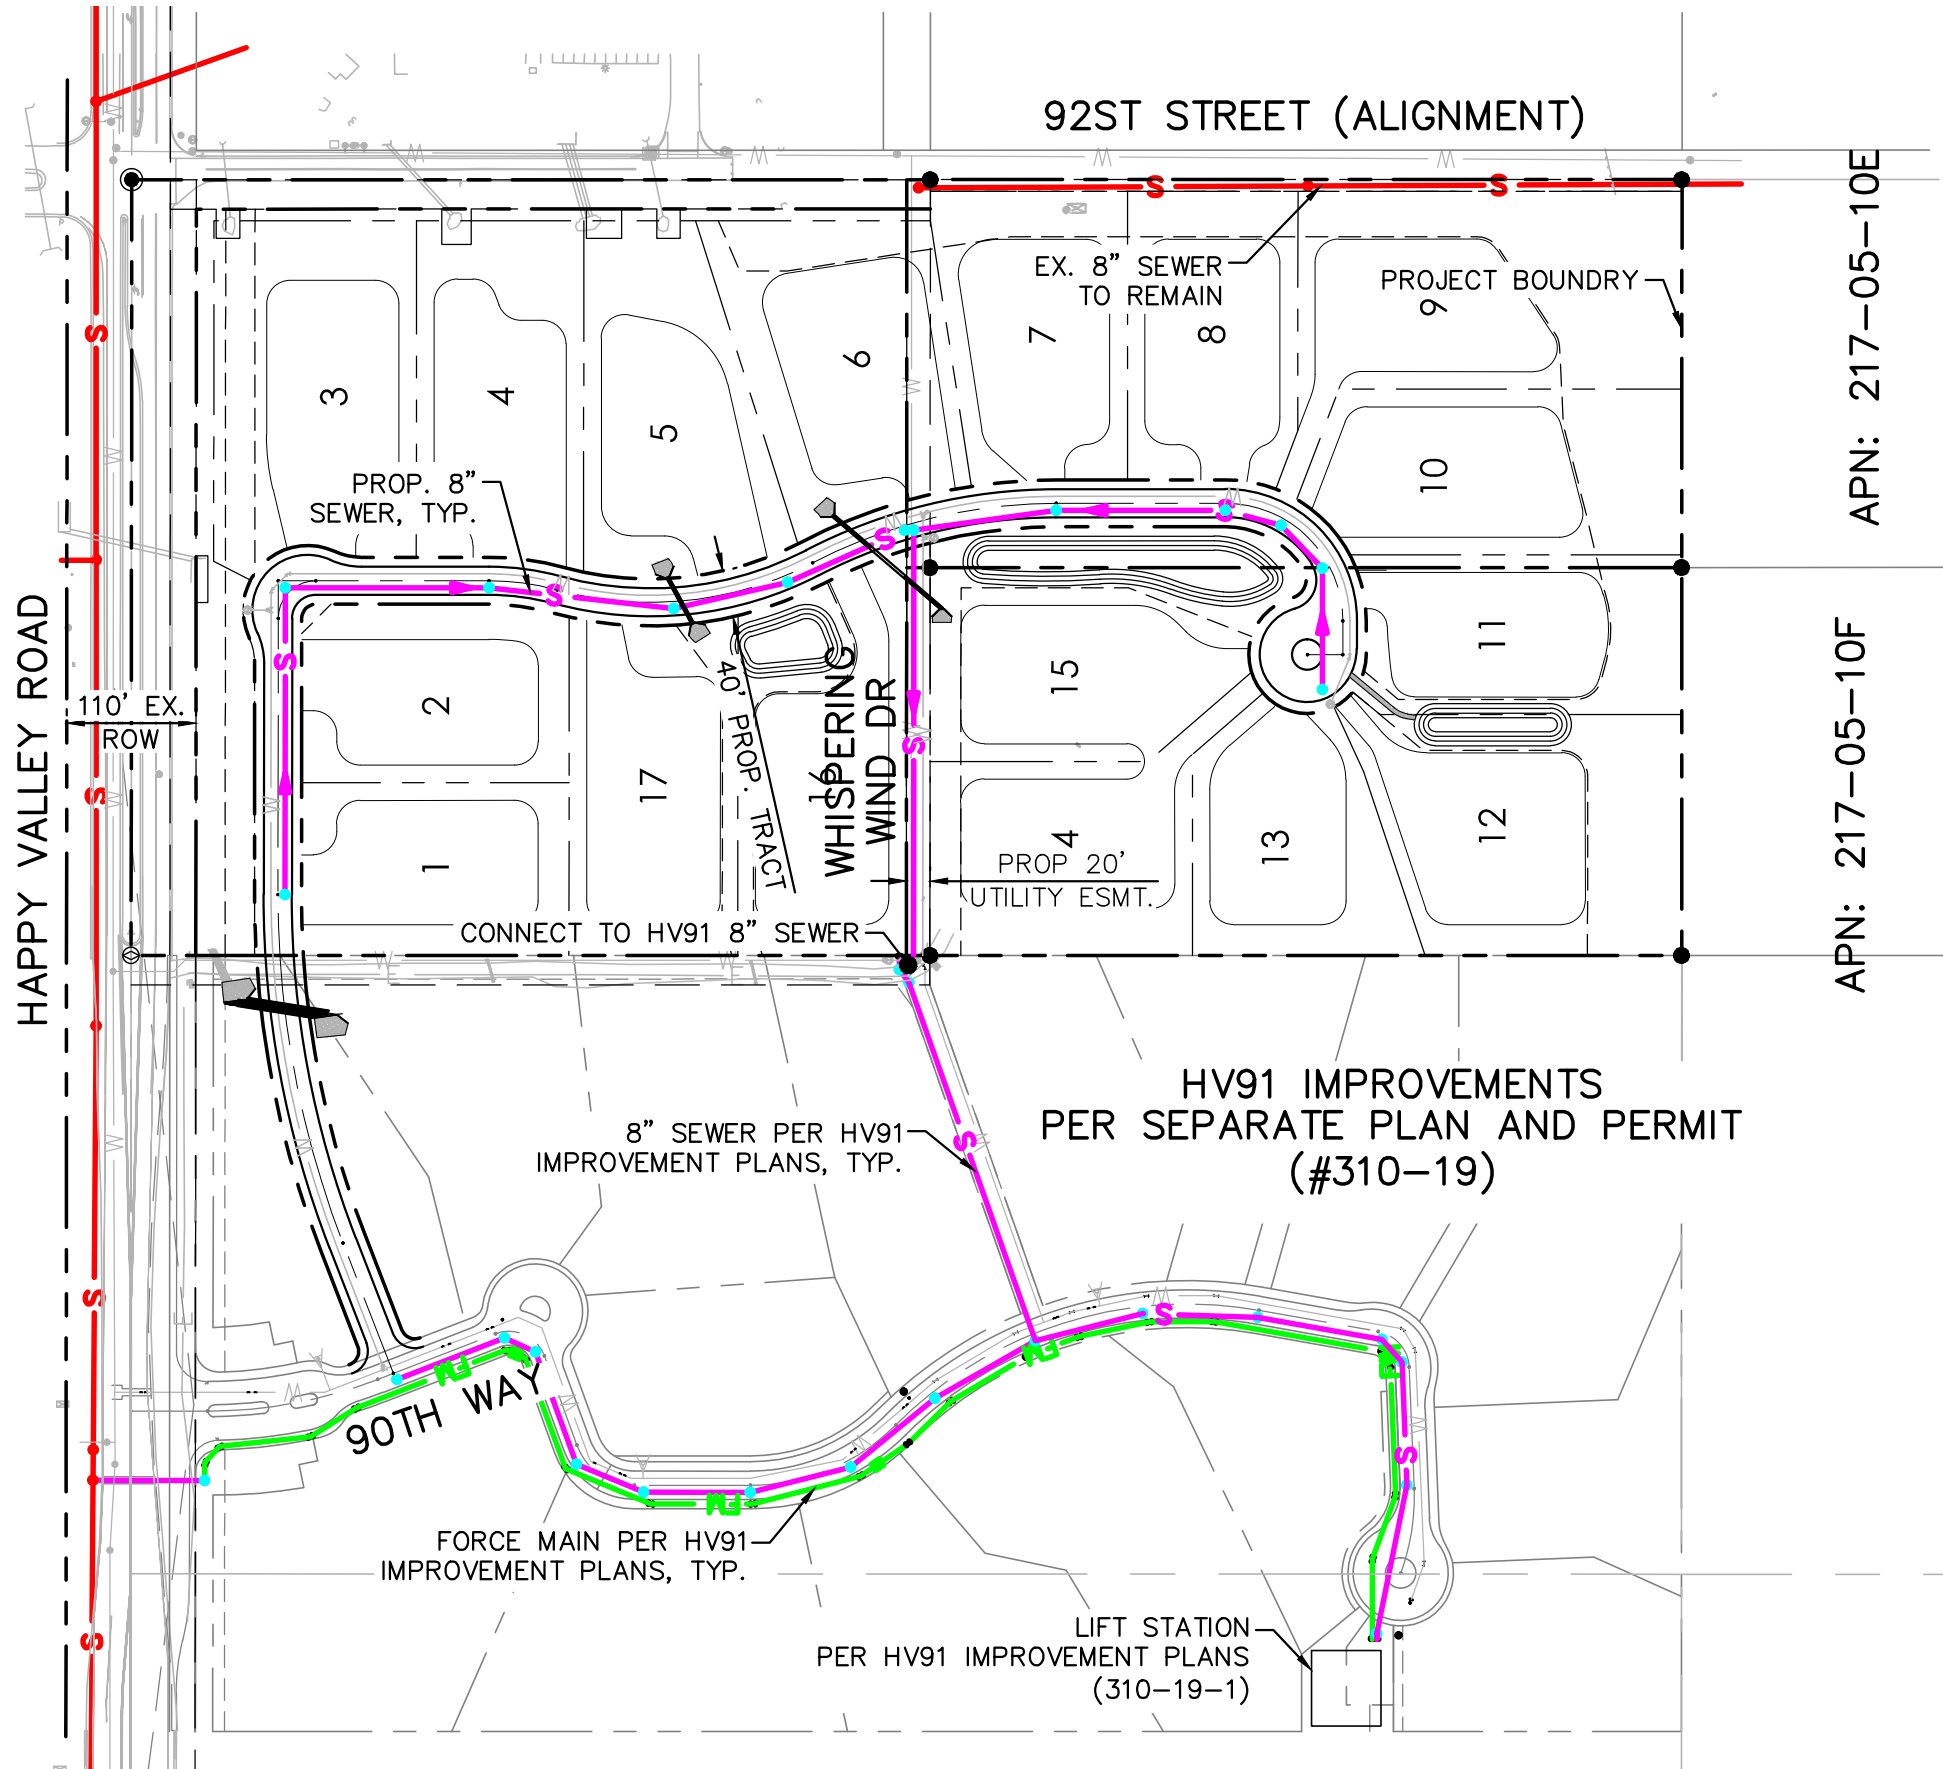 92ST STREET (ALIGNMENT)
APN: 217-05-10E
EX. 8" SEWER
TO REMAIN
PROJECT BOUNDRY
S
S
S
3
4
5
6
7
8
9
10
PROP. 8"
SEWER, TYP.
S
S
S
S
HAPPY VALLEY ROAD
110' EX.
ROW
2
1
17
16
15
11
12
13
4
40' PROP. TRACT
WHISPERING
WIND DR
S
S
PROP 20'
UTILITY ESMT.
APN: 217-05-10F
CONNECT TO HV91 8" SEWER
HV91 IMPROVEMENTS
PER SEPARATE PLAN AND PERMIT
(#310-19)
8" SEWER PER HV91
IMPROVEMENT PLANS, TYP.
S
S
S
FM
FM
90TH WAY
S
FM
FORCE MAIN PER HV91
IMPROVEMENT PLANS, TYP.
S
LIFT STATION
PER HV91 IMPROVEMENT PLANS
(310-19-1)